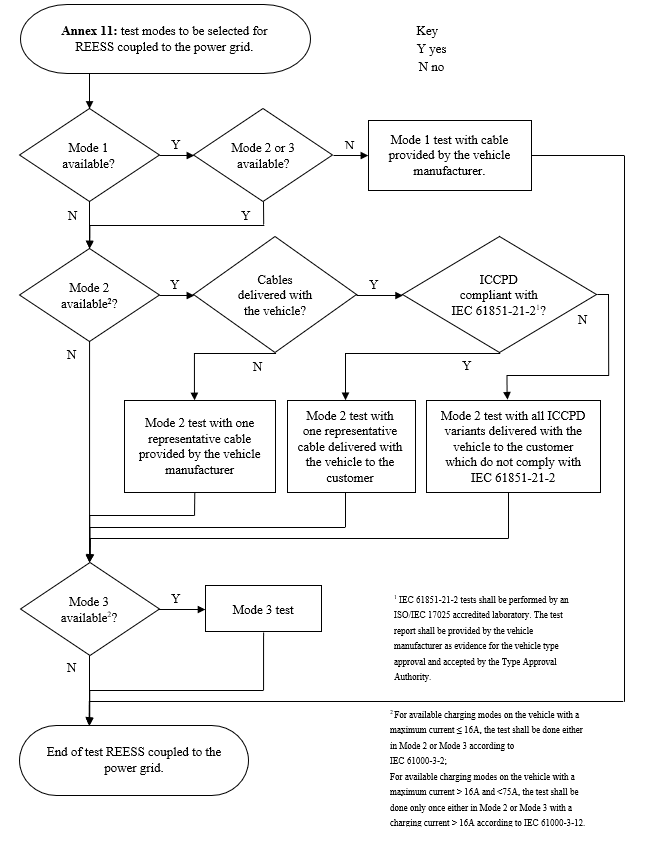 Annex 11: test modes to be selected for
REESS coupled to the power grid.
Key
Y yes
N no
Mode 1
available?
Y
Mode 2 or 3
available?
N
Mode 1 test with cable
provided by the vehicle
manufacturer.
N
Y
Mode 2
available²?
Y
Cables
delivered with
the vehicle?
Y
ICCPD
compliant with
IEC 61851-21-2¹?
N
N
N
Y
Mode 2 test with one
representative cable
provided by the vehicle
manufacturer
Mode 2 test with
one representative
cable delivered with
the vehicle to the
customer
Mode 2 test with all ICCPD
variants delivered with the
vehicle to the customer
which do not comply with
IEC 61851-21-2
Mode 3
available²?
Y
Mode 3 test
N
¹ IEC 61851-21-2 tests shall be performed by an
ISO/IEC 17025 accredited laboratory. The test
report shall be provided by the vehicle
manufacturer as evidence for the vehicle type
approval and accepted by the Type Approval
Authority.
End of test REESS coupled to the
power grid.
² For available charging modes on the vehicle with a
maximum current ≤ 16A, the test shall be done either
in Mode 2 or Mode 3 according to
IEC 61000-3-2;
For available charging modes on the vehicle with a
maximum current > 16A and <75A, the test shall be
done only once either in Mode 2 or Mode 3 with a
charging current > 16A according to IEC 61000-3-12.